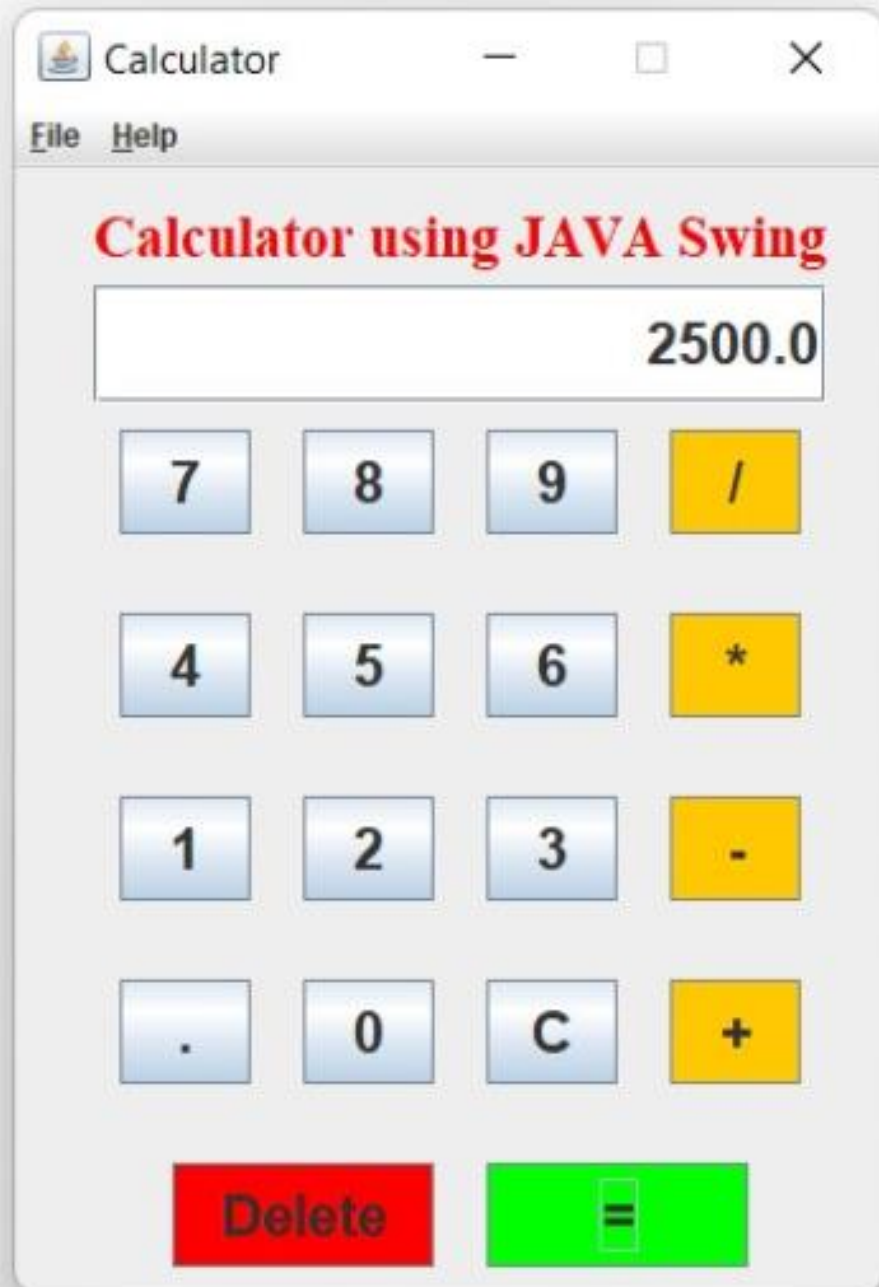 Calculator
File Help
Calculator using JAVA Swing
2500.0
7 8 9 /
4 5 6 *
1 2 3 -
. 0 C +
Delete =